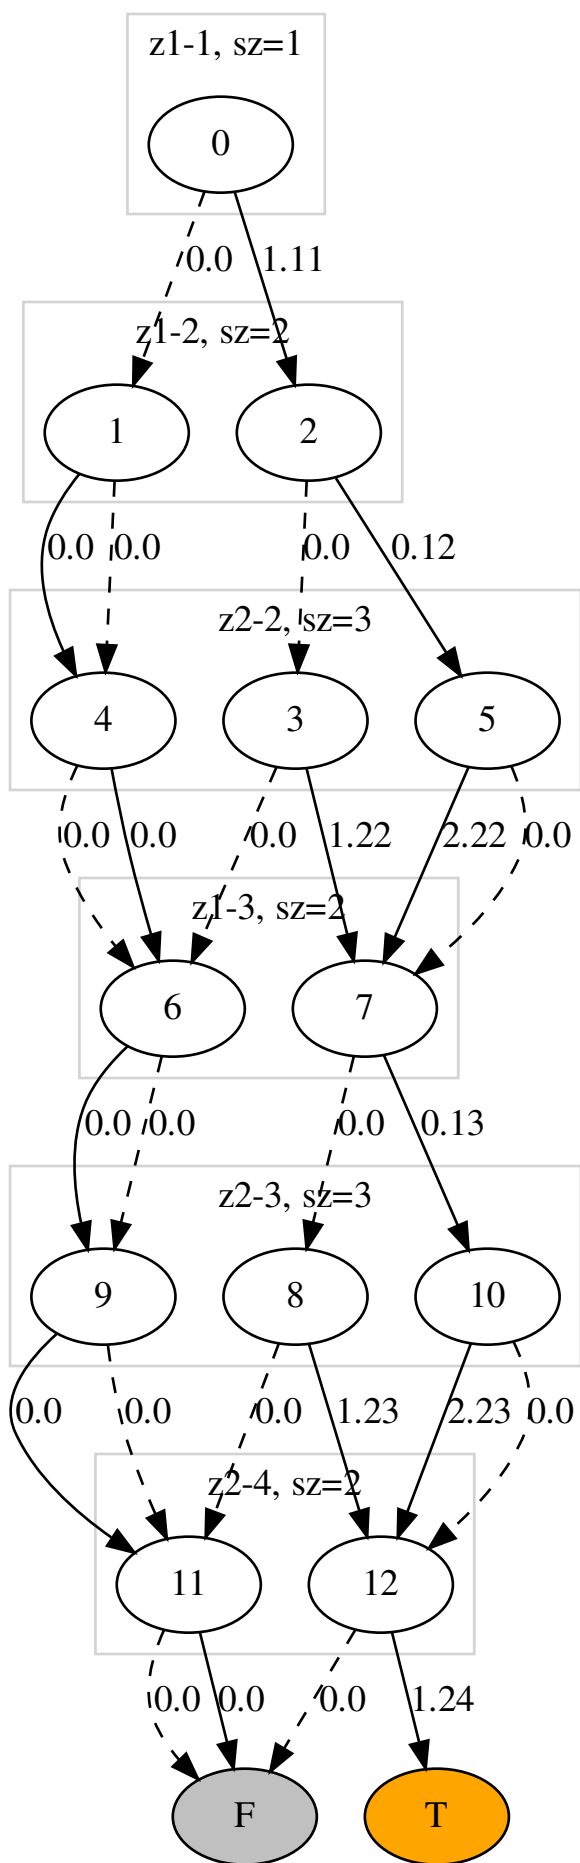 z1-1, sz=1
0
0.0 1.11
z1-2, sz=2
1 2
0.0 0.0 0.0 0.12
z2-2, sz=3
4 3 5
0.0 0.0 0.0 1.22 2.22 0.0
z1-3, sz=2
6 7
0.0 0.0 0.0 0.13
z2-3, sz=3
9 8 10
0.0 0.0 0.0 1.23 2.23 0.0
z2-4, sz=2
11 12
0.0 0.0 0.0 1.24
F T